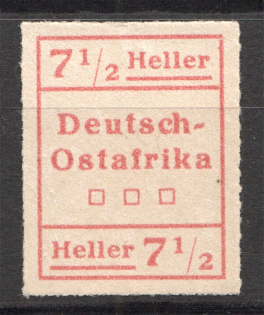 7 1/2 Heller
Deutsch-
Ostafrika
Heller 7 1/2